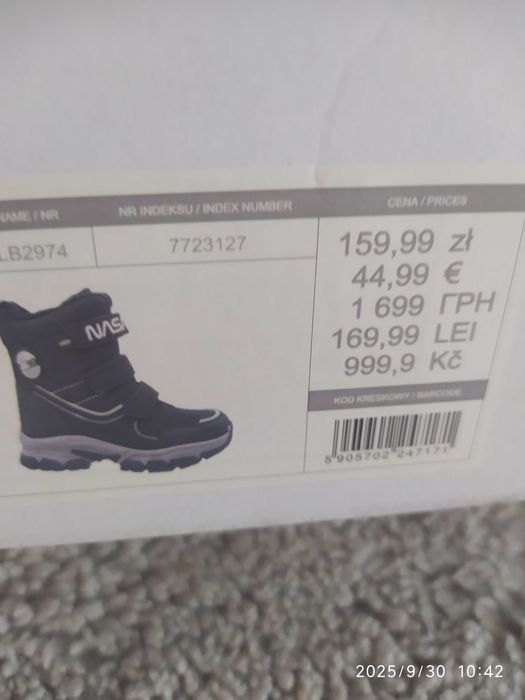 NAME / NR
NR INDEKSU / INDEX NUMBER
CENA / PRICES
LB2974
7723127
159,99 zł
44,99 €
1 699 ГРН
169,99 LEI
999,9 Kč
NASA
KOD KRESKOWY / BARCODE
5 905702 247171
2025/9/30 10:42